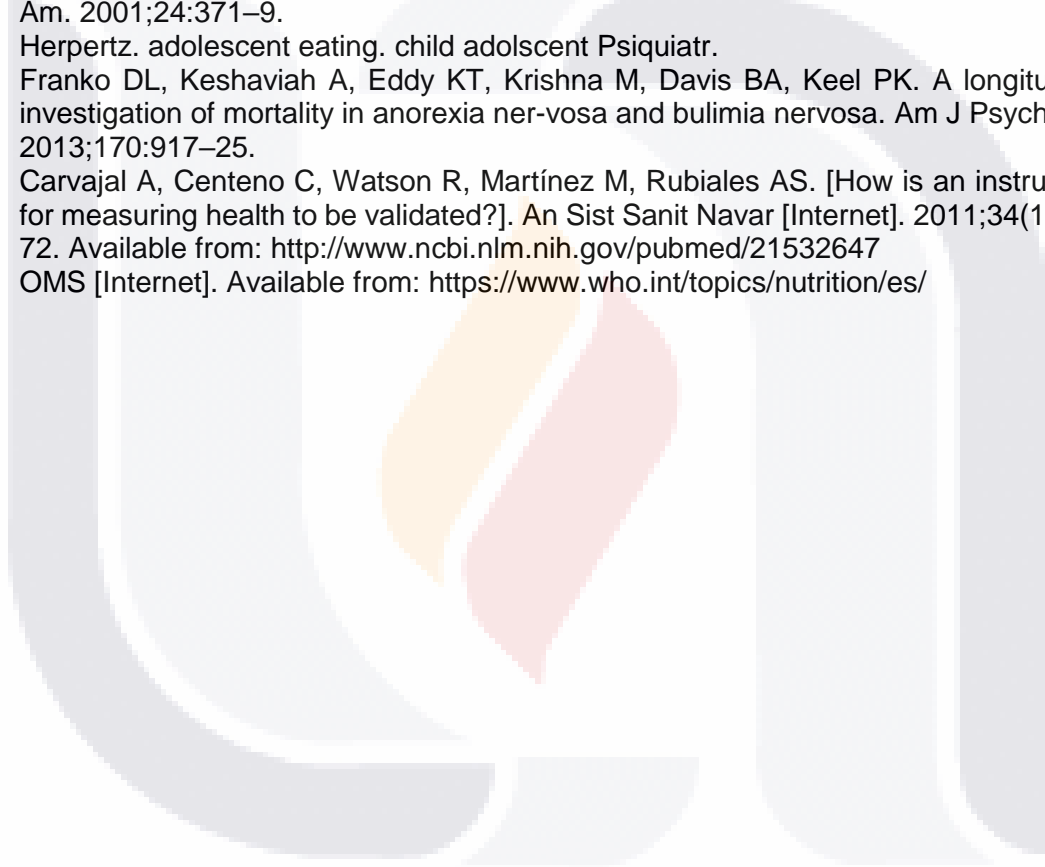 Am. 2001;24:371–9.
Herpertz. adolescent eating. child adolscent Psiquiatr.
Franko DL, Keshaviah A, Eddy KT, Krishna M, Davis BA, Keel PK. A longitu
investigation of mortality in anorexia ner-vosa and bulimia nervosa. Am J Psych
2013;170:917–25.
Carvajal A, Centeno C, Watson R, Martínez M, Rubiales AS. [How is an instru
for measuring health to be validated?]. An Sist Sanit Navar [Internet]. 2011;34(1
72. Available from: http://www.ncbi.nlm.nih.gov/pubmed/21532647
OMS [Internet]. Available from: https://www.who.int/topics/nutrition/es/